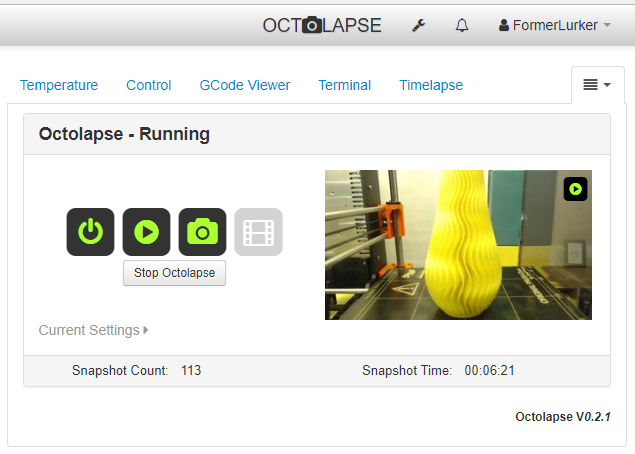 OCTOLAPSE
FormerLurker
Temperature Control GCode Viewer Terminal Timelapse
Octolapse - Running
Stop Octolapse
Current Settings
Snapshot Count: 113 Snapshot Time: 00:06:21
Octolapse V0.2.1